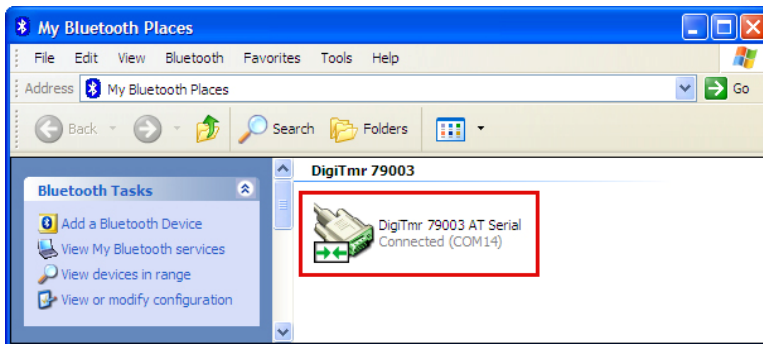 My Bluetooth Places
File Edit View Bluetooth Favorites Tools Help
Address My Bluetooth Places Go
Back Search Folders
Bluetooth Tasks
Add a Bluetooth Device
View My Bluetooth services
View devices in range
View or modify configuration
DigiTmr 79003
DigiTmr 79003 AT Serial
Connected (COM14)